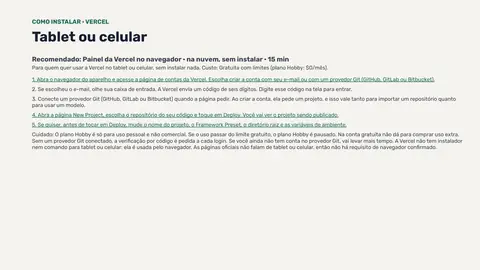 COMO INSTALAR · VERCEL
Tablet ou celular
Recomendado: Painel da Vercel no navegador · na nuvem, sem instalar · 15 min
Para quem quer usar a Vercel no tablet ou celular, sem instalar nada. Custo: Gratuita com limites (plano Hobby: $0/mês).
1. Abra o navegador do aparelho e acesse a página de contas da Vercel. Escolha criar a conta com seu e-mail ou com um provedor Git (GitHub, GitLab ou Bitbucket).
2. Se escolheu o e-mail, olhe sua caixa de entrada. A Vercel envia um código de seis dígitos. Digite esse código na tela para entrar.
3. Conecte um provedor Git (GitHub, GitLab ou Bitbucket) quando a página pedir. Ao criar a conta, ela pede um projeto, e isso vale tanto para importar um repositório quanto
para usar um modelo.
4. Abra a página New Project, escolha o repositório do seu código e toque em Deploy. Você vai ver o projeto sendo publicado.
5. Se quiser, antes de tocar em Deploy, mude o nome do projeto, o Framework Preset, o diretório raiz e as variáveis de ambiente.
Cuidado: O plano Hobby é só para uso pessoal e não comercial. Se o uso passar do limite gratuito, o plano é pausado. Na conta gratuita não dá para comprar uso extra.
Sem um provedor Git conectado, a verificação por código é pedida a cada login. Se você ainda não tem conta no provedor Git, vai levar mais tempo. A Vercel não tem instalador
nem comando para tablet ou celular: ela é usada pelo navegador. As páginas oficiais não falam de tablet ou celular, então não há requisito de navegador confirmado.